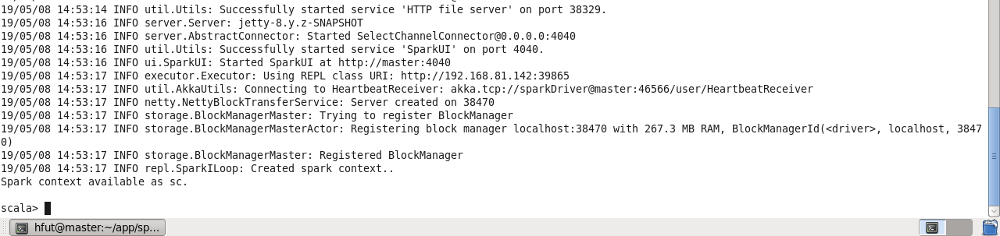 19/05/08 14:53:14 INFO util.Utils: Successfully started service 'HTTP file server' on port 38329.
19/05/08 14:53:16 INFO server.Server: jetty-8.y.z-SNAPSHOT
19/05/08 14:53:16 INFO server.AbstractConnector: Started SelectChannelConnector@0.0.0.0:4040
19/05/08 14:53:16 INFO util.Utils: Successfully started service 'SparkUI' on port 4040.
19/05/08 14:53:16 INFO ui.SparkUI: Started SparkUI at http://master:4040
19/05/08 14:53:17 INFO executor.Executor: Using REPL class URI: http://192.168.81.142:39865
19/05/08 14:53:17 INFO util.AkkaUtils: Connecting to HeartbeatReceiver: akka.tcp://sparkDriver@master:46566/user/HeartbeatReceiver
19/05/08 14:53:17 INFO netty.NettyBlockTransferService: Server created on 38470
19/05/08 14:53:17 INFO storage.BlockManagerMaster: Trying to register BlockManager
19/05/08 14:53:17 INFO storage.BlockManagerMasterActor: Registering block manager localhost:38470 with 267.3 MB RAM, BlockManagerId(<driver>, localhost, 3847
0)
19/05/08 14:53:17 INFO storage.BlockManagerMaster: Registered BlockManager
19/05/08 14:53:17 INFO repl.SparkILoop: Created spark context..
Spark context available as sc.
scala>
hfut@master:~/app/sp...